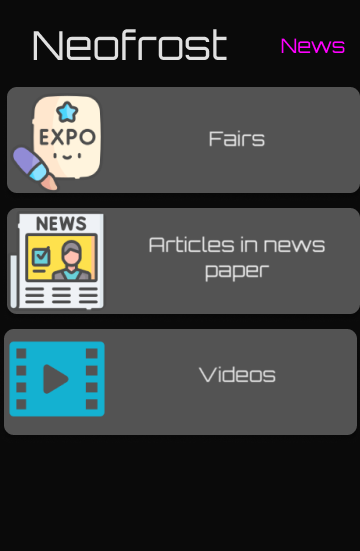 Neofrost
News
EXPO
Fairs
NEWS
Articles in news
paper
Videos